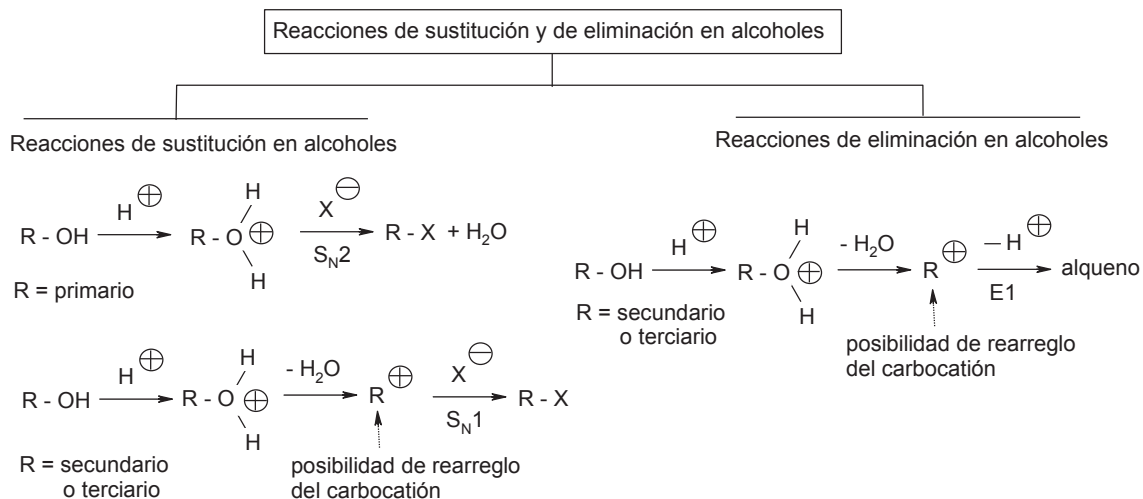 Reacciones de sustitución y de eliminación en alcoholes
Reacciones de sustitución en alcoholes
R - OH
H ⊕
H
R - O ⊕
H
X ⊖
S_N2
R - X + H₂O
R = primario
R - OH
H ⊕
H
R - O ⊕
H
- H₂O
R ⊕
X ⊖
S_N1
R - X
R = secundario
o terciario
posibilidad de rearreglo
del carbocatión
Reacciones de eliminación en alcoholes
R - OH
H ⊕
H
R - O ⊕
H
- H₂O
R ⊕
– H ⊕
E1
alqueno
R = secundario
o terciario
posibilidad de rearreglo
del carbocatión